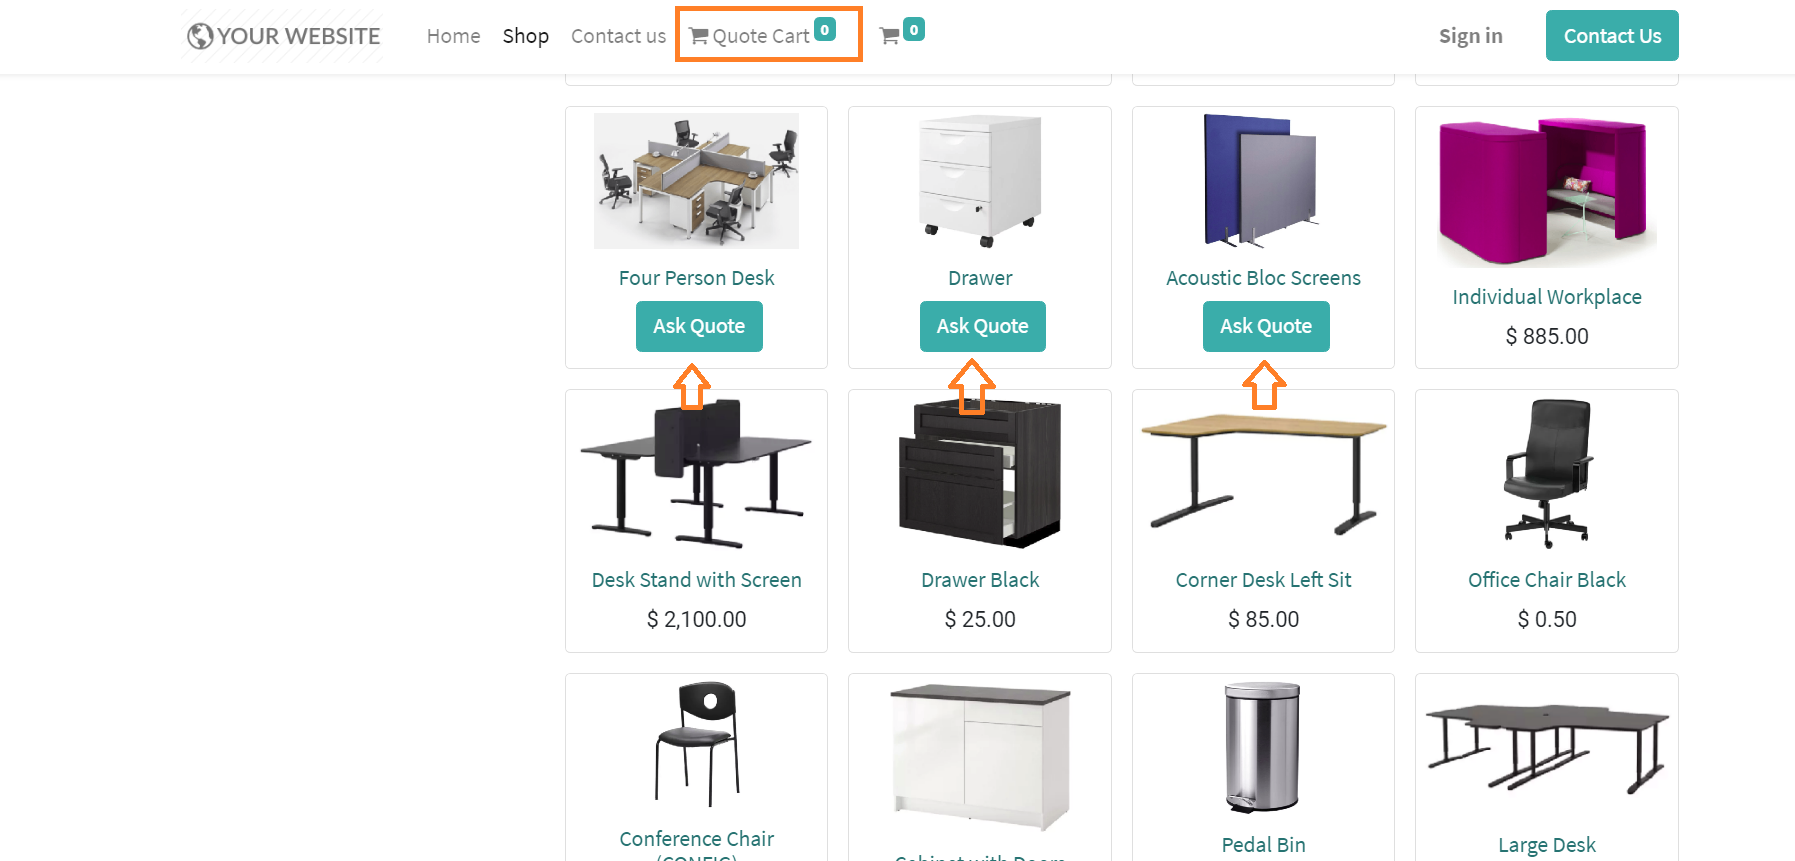 YOUR WEBSITE Home Shop Contact us Quote Cart 0 0 Sign in Contact Us
Four Person Desk Drawer Acoustic Bloc Screens Individual Workplace
Ask Quote Ask Quote Ask Quote $ 885.00
Desk Stand with Screen Drawer Black Corner Desk Left Sit Office Chair Black
$ 2,100.00 $ 25.00 $ 85.00 $ 0.50
Conference Chair Pedal Bin Large Desk
(CONFIG) Cabinet with Doors